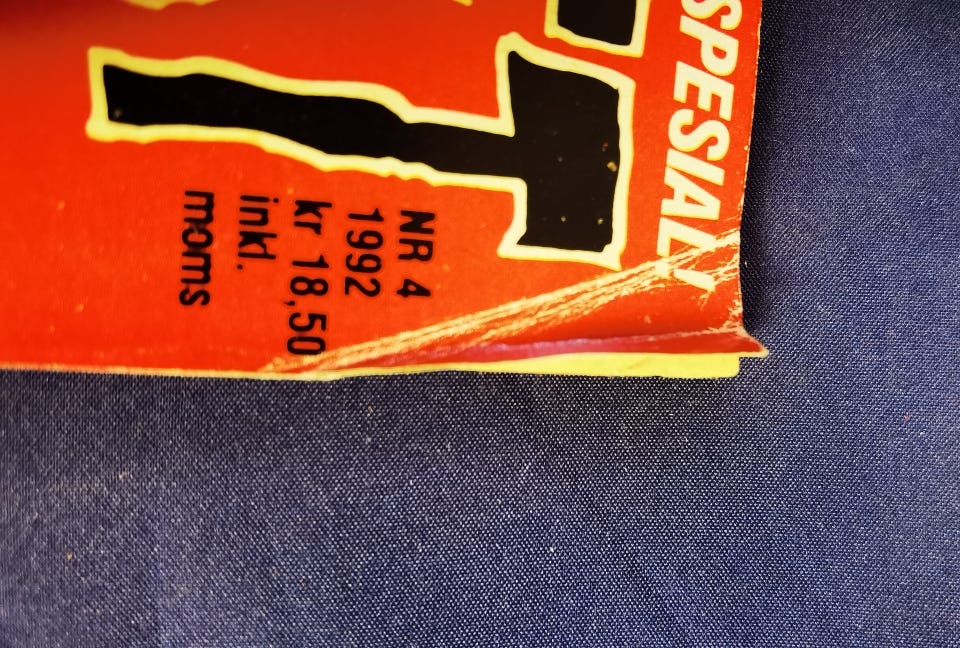 SPESIAL!
T
NR 4
1992
kr 18,50
inkl.
moms